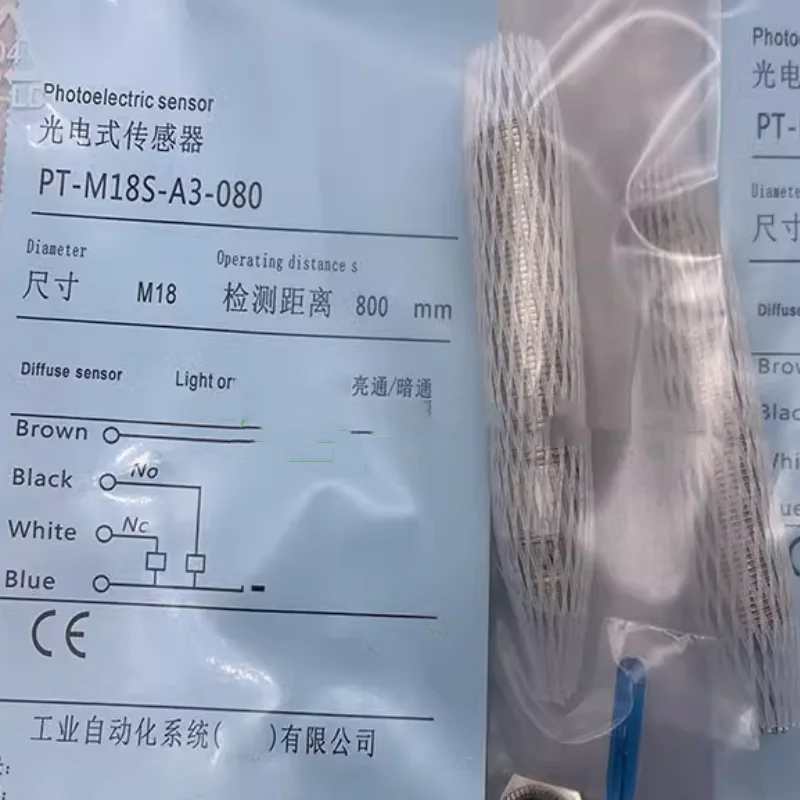 04
Photoelectric sensor
光电式传感器
PT-M18S-A3-080
Diameter
Operating distance s
尺寸 M18 检测距离 800 mm
Diffuse sensor Light or 亮通/暗通
Brown
Black No
White Nc
Blue -
CE
工业自动化系统( )有限公司
Photo
光电
PT-
Diamete
尺寸
Diffuse
Brow
Blac
Whi